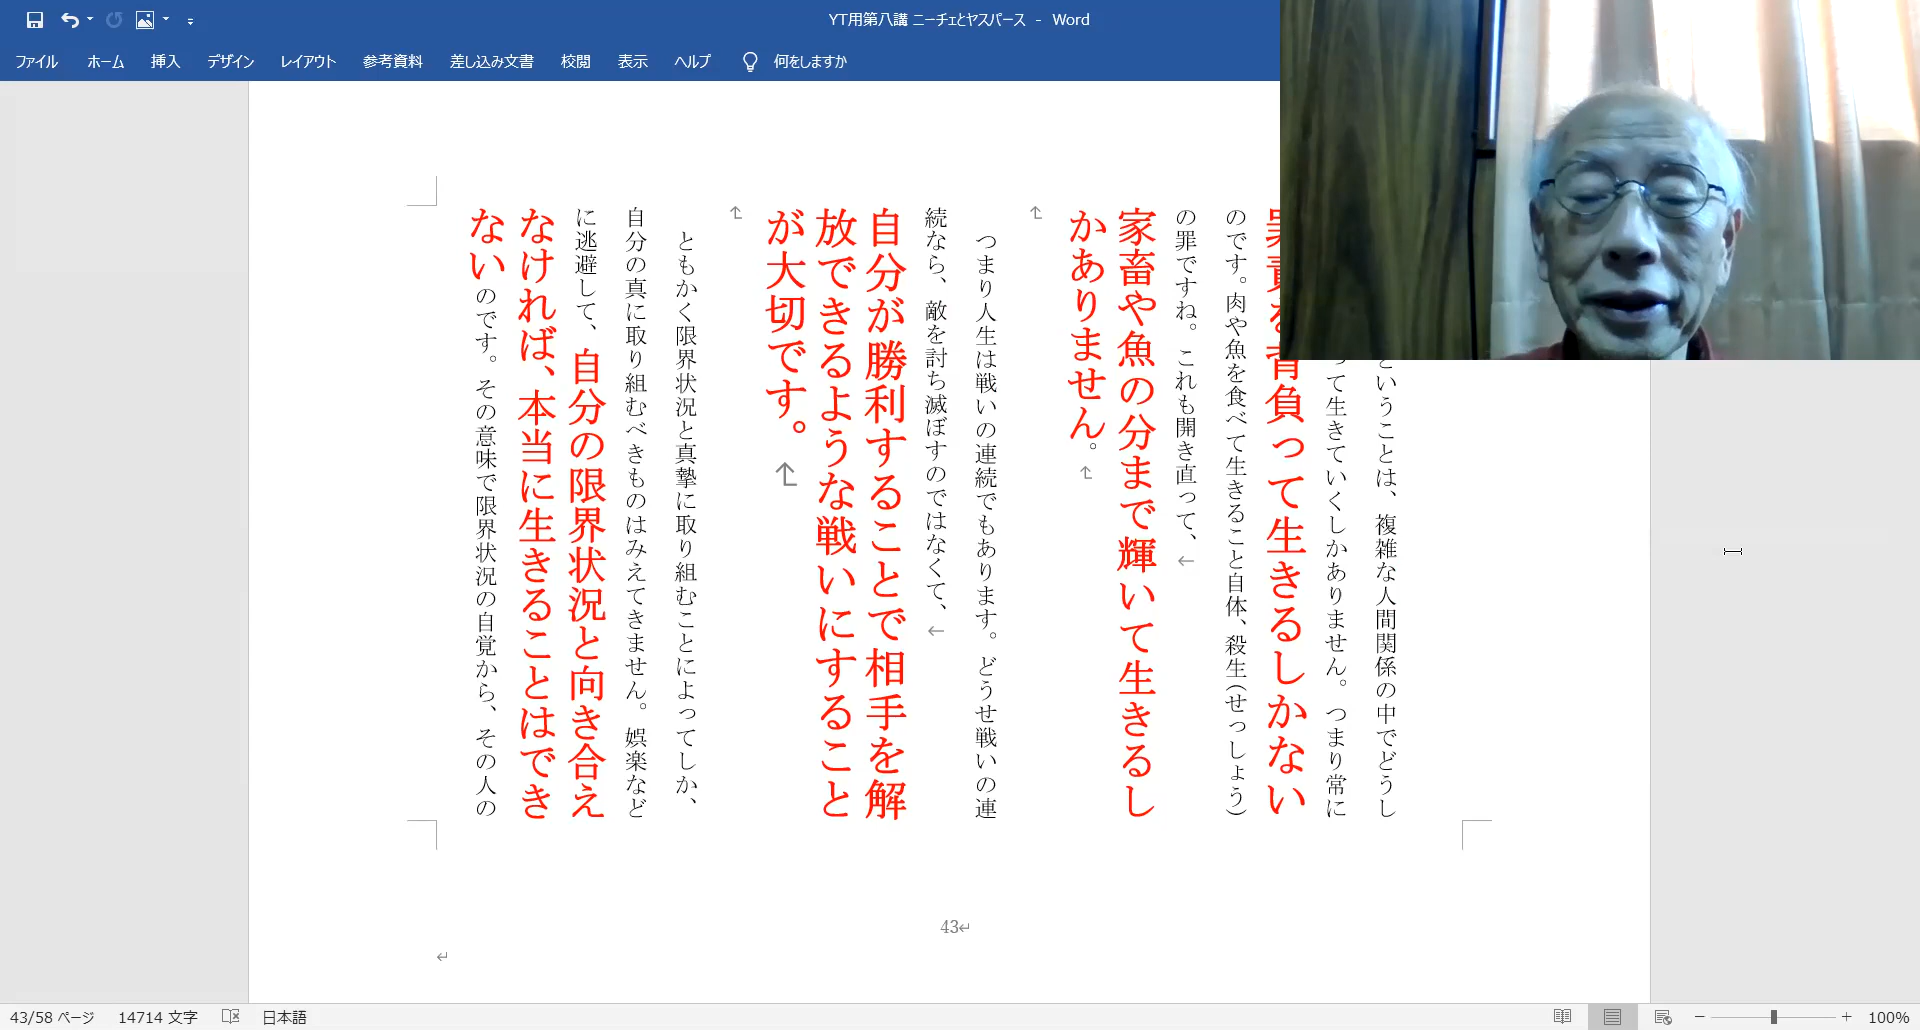 YT用第八講 ニーチェとヤスパース - Word
ファイル ホーム 挿入 デザイン レイアウト 参考資料 差し込み文書 校閲 表示 ヘルプ 何をしますか
ということは、複雑な人間関係の中でどうし
って生きていくしかありません。つまり常に
罪責を背負って生きるしかない
のです。肉や魚を食べて生きること自体、殺生(せっしょう)
の罪ですね。これも開き直って、
家畜や魚の分まで輝いて生きるし
かありません。
つまり人生は戦いの連続でもあります。どうせ戦いの連
続なら、敵を討ち滅ぼすのではなくて、
自分が勝利することで相手を解
放できるような戦いにすること
が大切です。
ともかく限界状況と真摯に取り組むことによってしか、
自分の真に取り組むべきものはみえてきません。娯楽など
に逃避して、自分の限界状況と向き合え
なければ、本当に生きることはでき
ないのです。その意味で限界状況の自覚から、その人の
43
43/58 ページ 14714 文字 日本語 100%